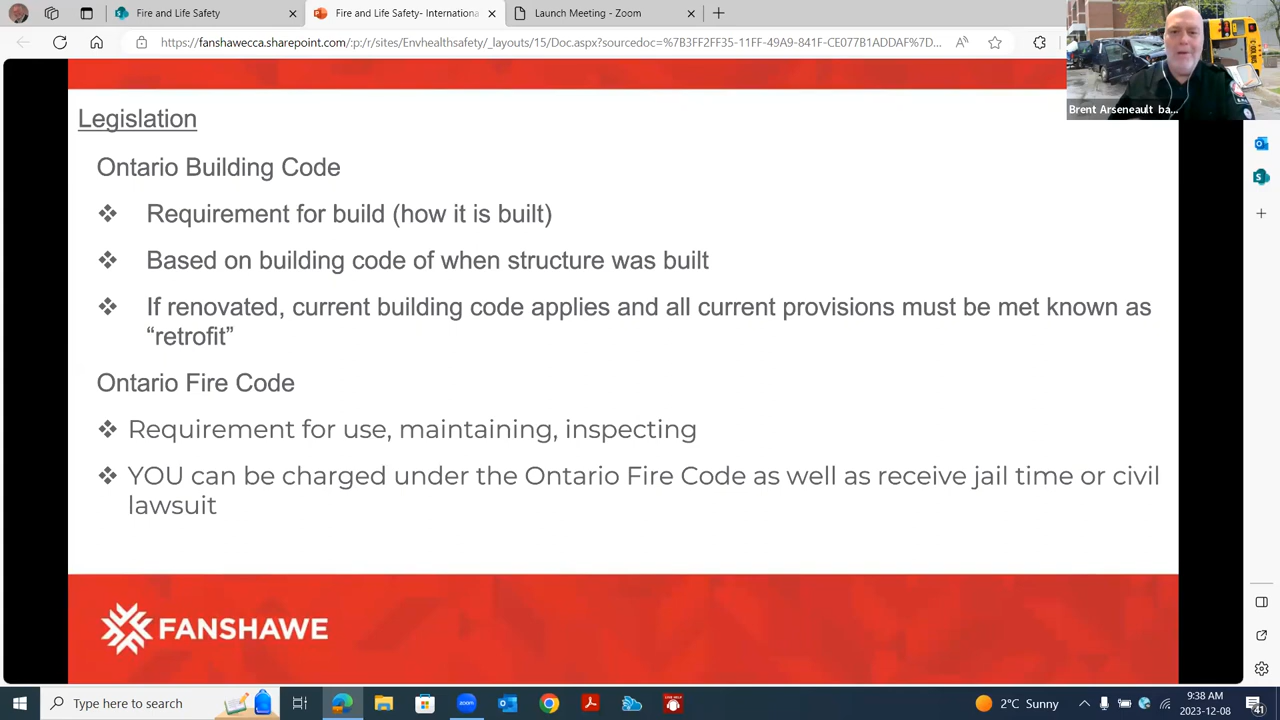 Fire and Life Safety
Fire and Life Safety- Internationa
Launch Meeting - Zoom
https://fanshawecca.sharepoint.com/:p:/r/sites/Envhealthsafety/_layouts/15/doc.aspx?sourcedoc=%7B3FF2FF35-11FF-49A9-841F-CE077B1ADDAF%7D...
Brent Arseneault ba...
Legislation
Ontario Building Code
❖ Requirement for build (how it is built)
❖ Based on building code of when structure was built
❖ If renovated, current building code applies and all current provisions must be met known as
“retrofit”
Ontario Fire Code
❖ Requirement for use, maintaining, inspecting
❖ YOU can be charged under the Ontario Fire Code as well as receive jail time or civil
lawsuit
FANSHAWE
Type here to search
zoom
2°C Sunny
9:38 AM
2023-12-08
41